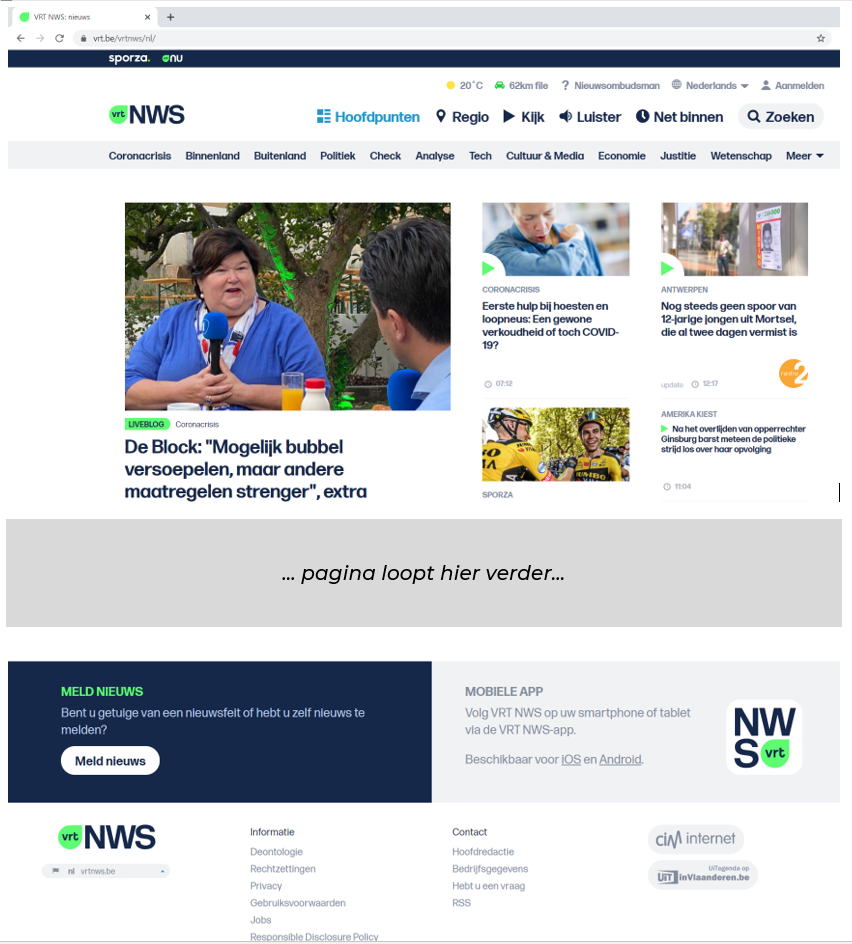 VRT NWS: nieuws
vrt.be/vrtnws/nl/
sporza. nu
20°C 62km file ? Nieuwsombudsman Nederlands Aanmelden
vrt NWS
Hoofdpunten Regio Kijk Luister Net binnen Zoeken
Coronacrisis Binnenland Buitenland Politiek Check Analyse Tech Cultuur & Media Economie Justitie Wetenschap Meer
LIVEBLOG Coronacrisis
De Block: "Mogelijk bubbel
versoepelen, maar andere
maatregelen strenger", extra
CORONACRISIS
Eerste hulp bij hoesten en
loopneus: Een gewone
verkoudheid of toch COVID-
19?
07:12
SPORZA
ANTWERPEN
Nog steeds geen spoor van
12-jarige jongen uit Mortsel,
die al twee dagen vermist is
radio 2
update 12:17
AMERIKA KIEST
Na het overlijden van opperrechter
Ginsburg barst meteen de politieke
strijd los over haar opvolging
11:04
... pagina loopt hier verder...
MELD NIEUWS
Bent u getuige van een nieuwsfeit of hebt u zelf nieuws te
melden?
Meld nieuws
MOBIELE APP
Volg VRT NWS op uw smartphone of tablet
via de VRT NWS-app.
Beschikbaar voor iOS en Android.
NW
S vrt
vrt NWS
nl vrtnws.be
Informatie
Deontologie
Rechtzettingen
Privacy
Gebruiksvoorwaarden
Jobs
Responsible Disclosure Policy
Contact
Hoofdredactie
Bedrijfsgegevens
Hebt u een vraag
RSS
CIM internet
UiTagenda op
UiTinVlaanderen.be